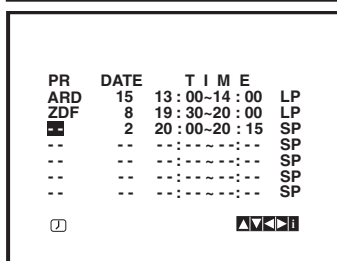 PR DATE T I M E
ARD 15 13:00~14:00 LP
ZDF 8 19:30~20:00 LP
-- 2 20:00~20:15 SP
-- -- --:--~--:-- SP
-- -- --:--~--:-- SP
-- -- --:--~--:-- SP
-- -- --:--~--:-- SP
▲▼◀▶ i